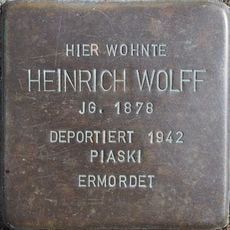 HIER WOHNTE
HEINRICH WOLFF
JG. 1878
DEPORTIERT 1942
PIASKI
ERMORDET